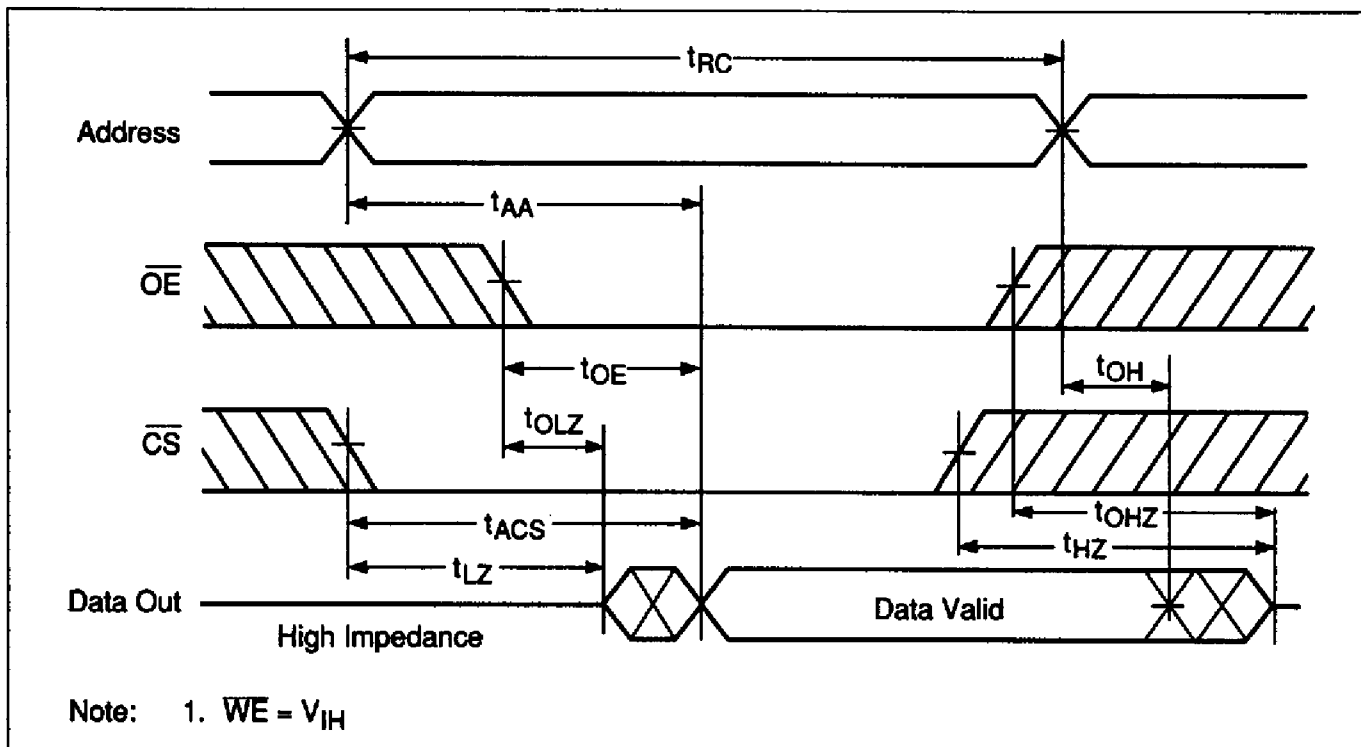 tRC
Address
tAA
OE
tOE
tOH
tOLZ
CS
tACS
tOHZ
tHZ
tLZ
Data Out
Data Valid
High Impedance
Note: 1. WE = VIH